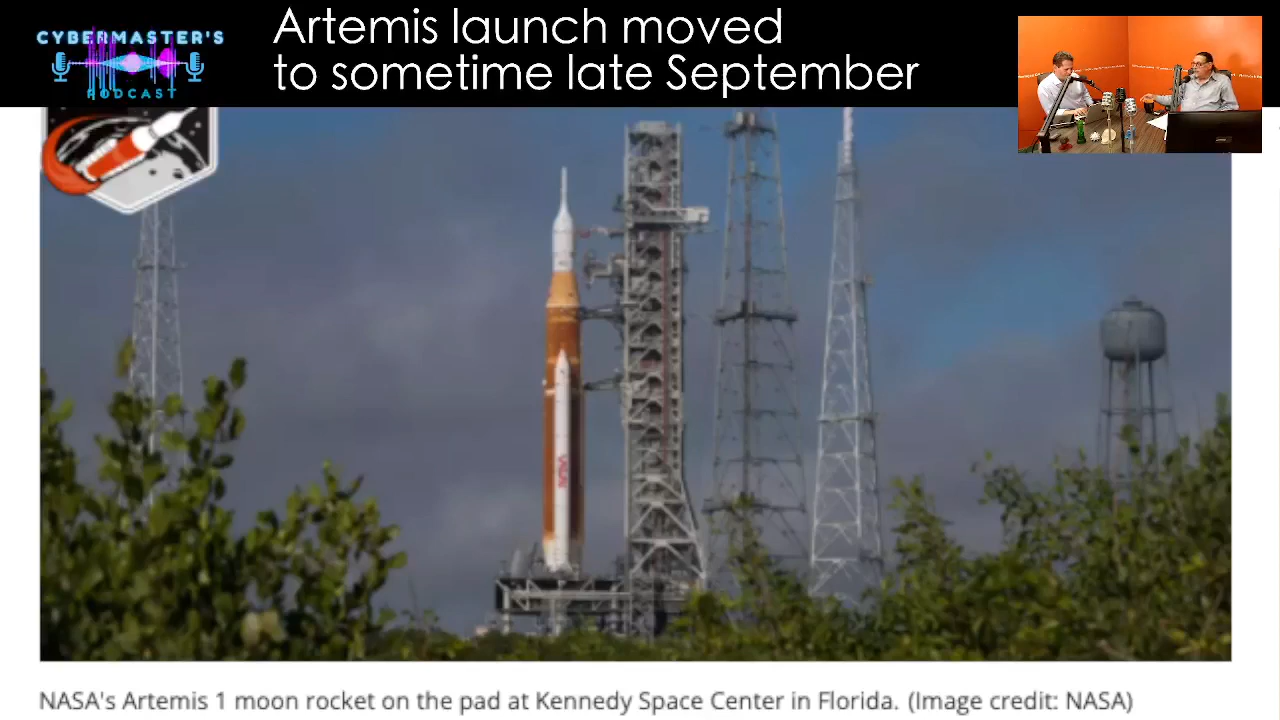 CYBERMASTER'S
PODCAST
Artemis launch moved
to sometime late September
NASA
NASA's Artemis 1 moon rocket on the pad at Kennedy Space Center in Florida. (Image credit: NASA)